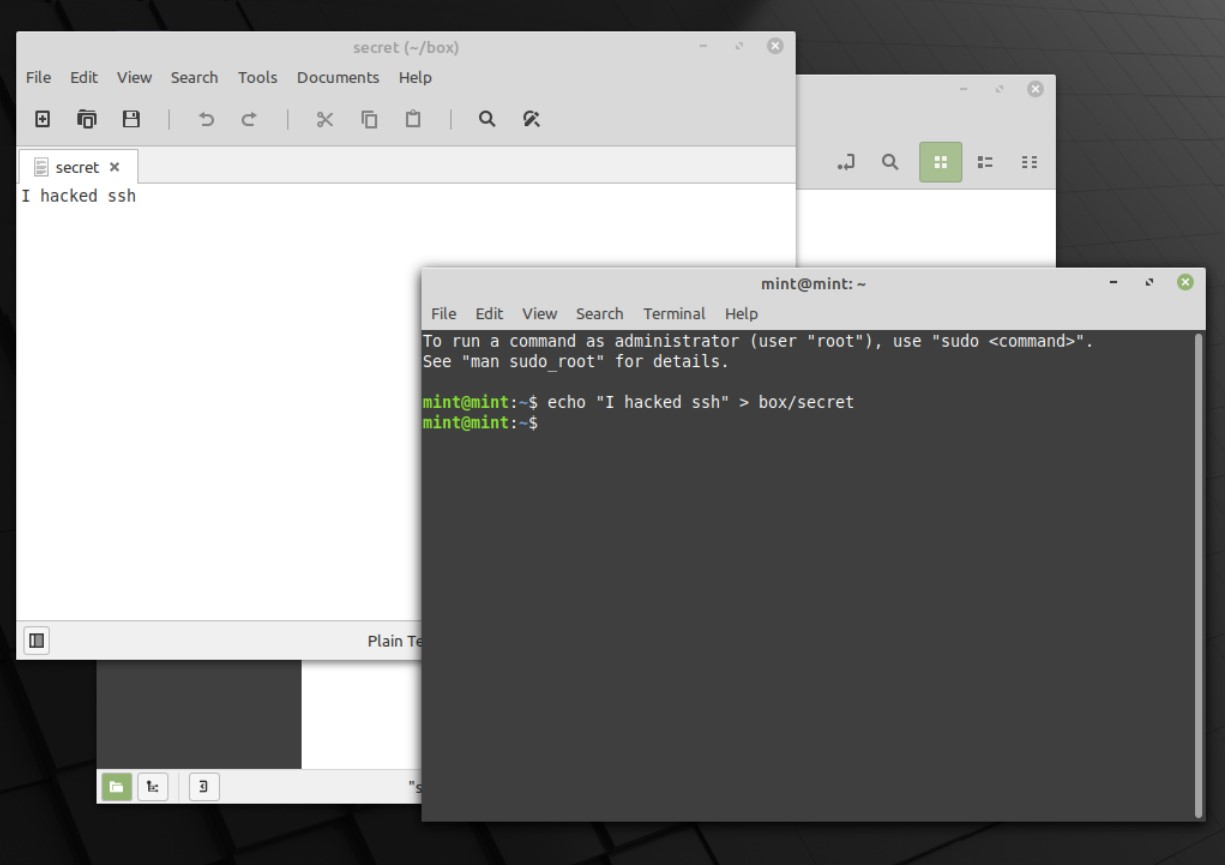 secret (~/box)
File Edit View Search Tools Documents Help
secret
I hacked ssh
Plain
mint@mint: ~
File Edit View Search Terminal Help
To run a command as administrator (user "root"), use "sudo <command>".
See "man sudo_root" for details.
mint@mint:~$ echo "I hacked ssh" > box/secret
mint@mint:~$